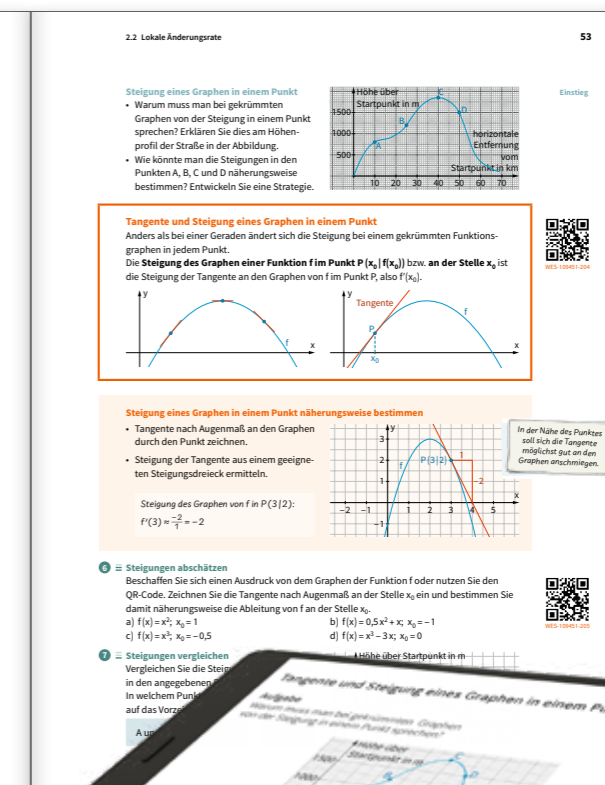 2.2 Lokale Änderungsrate
53
Steigung eines Graphen in einem Punkt
Einstieg
• Warum muss man bei gekrümmten
Graphen von der Steigung in einem Punkt
sprechen? Erklären Sie dies am Höhen-
profil der Straße in der Abbildung.
• Wie könnte man die Steigungen in den
Punkten A, B, C und D näherungsweise
bestimmen? Entwickeln Sie eine Strategie.
Höhe über
Startpunkt in m
1500
1000
500
A
B
C
D
horizontale
Entfernung
vom
Startpunkt in km
10 20 30 40 50 60 70
Tangente und Steigung eines Graphen in einem Punkt
Anders als bei einer Geraden ändert sich die Steigung bei einem gekrümmten Funktions-
graphen in jedem Punkt.
Die Steigung des Graphen einer Funktion f im Punkt P (x₀ | f(x₀)) bzw. an der Stelle x₀ ist
die Steigung der Tangente an den Graphen von f im Punkt P, also f'(x₀).
WES-109451-204
y
f
x
y
Tangente
P
f
x
x₀
Steigung eines Graphen in einem Punkt näherungsweise bestimmen
• Tangente nach Augenmaß an den Graphen
durch den Punkt zeichnen.
• Steigung der Tangente aus einem geeigne-
ten Steigungsdreieck ermitteln.
Steigung des Graphen von f in P(3|2):
f'(3) ≈ -2/1 = -2
y
3
2
1
-1
f
P(3|2)
1
-2
x
-2 -1 1 2 3 4 5
In der Nähe des Punktes
soll sich die Tangente
möglichst gut an den
Graphen anschmiegen.
6 Steigungen abschätzen
Beschaffen Sie sich einen Ausdruck von dem Graphen der Funktion f oder nutzen Sie den
QR-Code. Zeichnen Sie die Tangente nach Augenmaß an der Stelle x₀ ein und bestimmen Sie
damit näherungsweise die Ableitung von f an der Stelle x₀.
a) f(x) = x²; x₀ = 1
b) f(x) = 0,5x² + x; x₀ = -1
c) f(x) = x³; x₀ = -0,5
d) f(x) = x³ - 3x; x₀ = 0
WES-109451-205
7 Steigungen vergleichen
Vergleichen Sie die
in den angegebenen
In welchem
auf das
A
Höhe über Startpunkt in m
Tangente und Steigung eines Graphen in einem
Aufgabe
Warum muss man bei gekrümmten Graphen
von der Steigung in einem Punkt sprechen?
Höhe über
Startpunkt in m
1500
1000
C
D
B